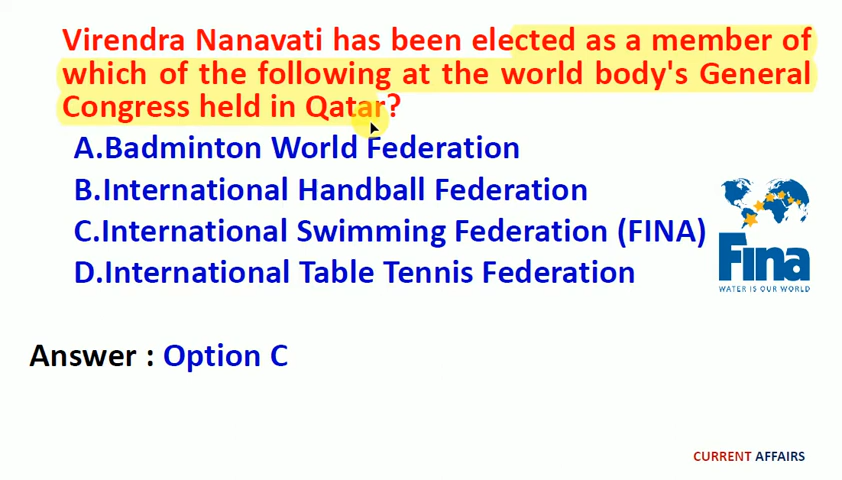 Virendra Nanavati has been elected as a member of
which of the following at the world body's General
Congress held in Qatar?
A.Badminton World Federation
B.International Handball Federation
C.International Swimming Federation (FINA)
D.International Table Tennis Federation
FINA
WATER IS OUR WORLD
Answer : Option C
CURRENT AFFAIRS